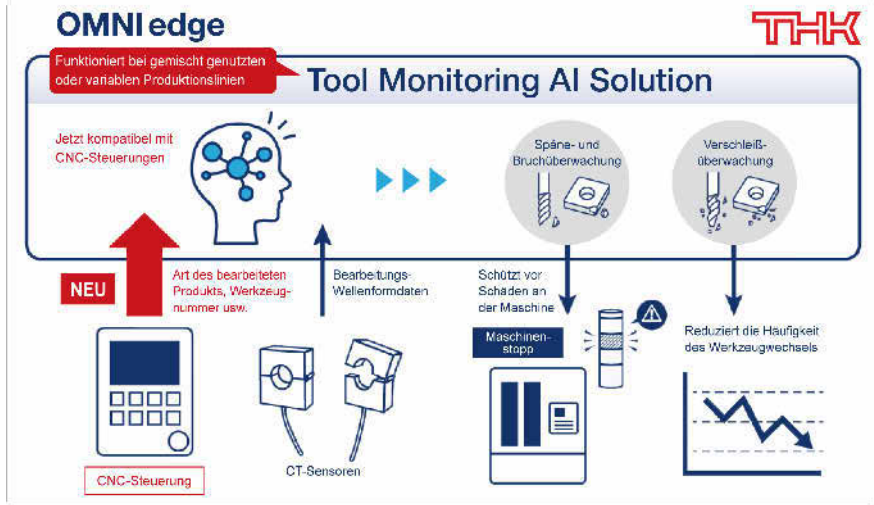 OMNI edge
THK
Funktioniert bei gemischt genutzten
oder variablen Produktionslinien
Tool Monitoring AI Solution
Jetzt kompatibel mit
CNC-Steuerungen
Späne- und
Bruchüberwachung
Verschleiß-
überwachung
NEU
Art des bearbeiteten
Produkts, Werkzeug-
nummer usw.
Bearbeitungs-
Wellenformdaten
Schützt vor
Schäden an
der Maschine
Maschinen-
stopp
Reduziert die Häufigkeit
des Werkzeugwechsels
CT-Sensoren
CNC-Steuerung